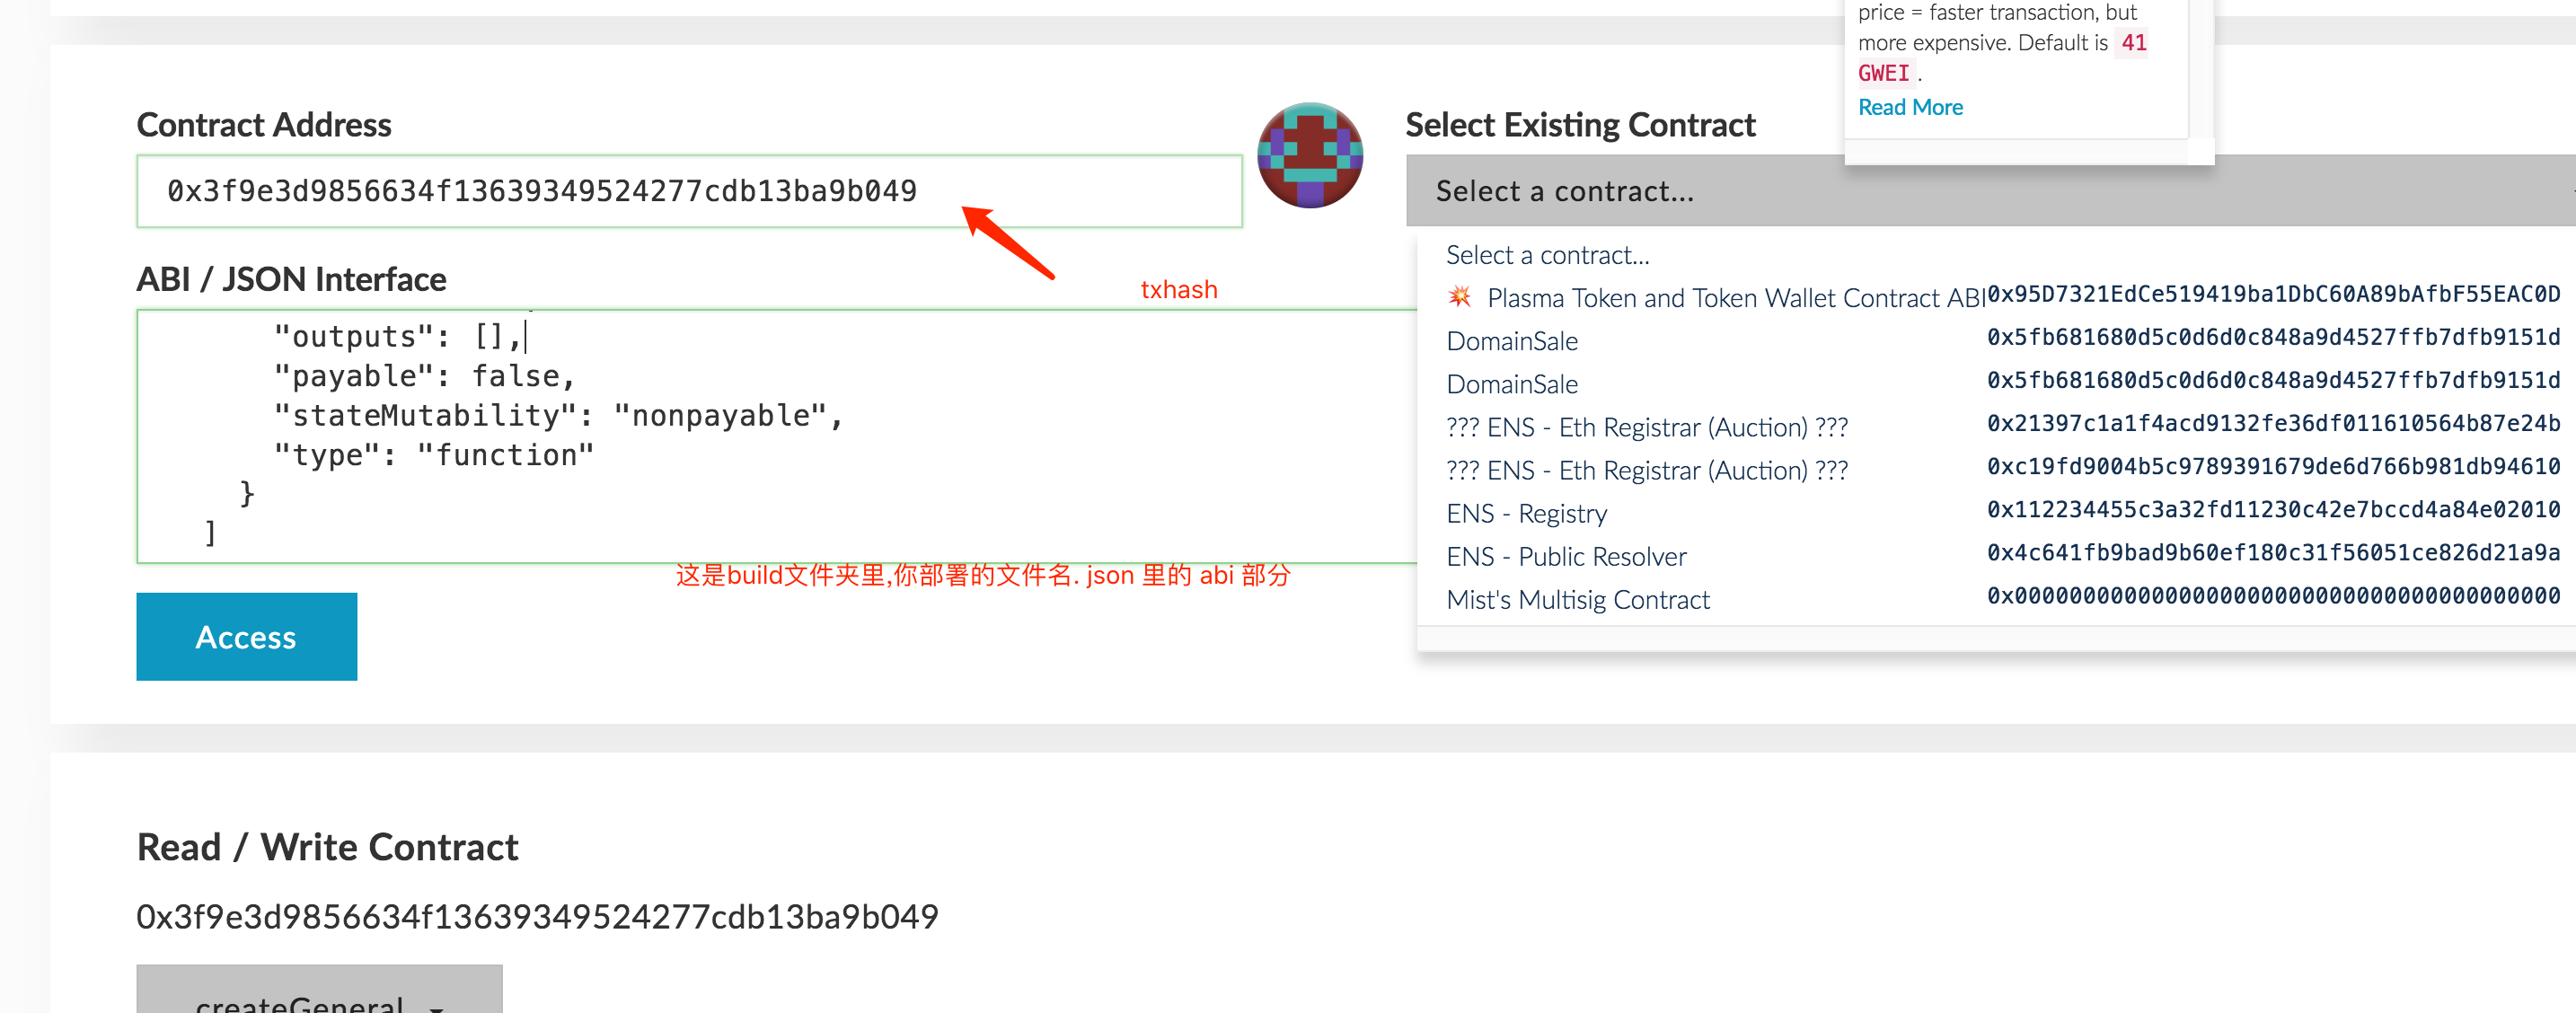 price = faster transaction, but
more expensive. Default is 41
GWEI .
Read More
Contract Address
0x3f9e3d9856634f13639349524277cdb13ba9b049
txhash
ABI / JSON Interface
"outputs": [],
"payable": false,
"stateMutability": "nonpayable",
"type": "function"
}
]
这是build文件夹里,你部署的文件名. json 里的 abi 部分
Access
Select Existing Contract
Select a contract...
Select a contract...
💥 Plasma Token and Token Wallet Contract ABI 0x95D7321EdCe519419ba1DbC60A89bAfbF55EAC0D
DomainSale 0x5fb681680d5c0d6d0c848a9d4527ffb7dfb9151d
DomainSale 0x5fb681680d5c0d6d0c848a9d4527ffb7dfb9151d
??? ENS - Eth Registrar (Auction) ??? 0x21397c1a1f4acd9132fe36df011610564b87e24b
??? ENS - Eth Registrar (Auction) ??? 0xc19fd9004b5c9789391679de6d766b981db94610
ENS - Registry 0x112234455c3a32fd11230c42e7bccd4a84e02010
ENS - Public Resolver 0x4c641fb9bad9b60ef180c31f56051ce826d21a9a
Mist's Multisig Contract 0x0000000000000000000000000000000000000000
Read / Write Contract
0x3f9e3d9856634f13639349524277cdb13ba9b049
createGeneral